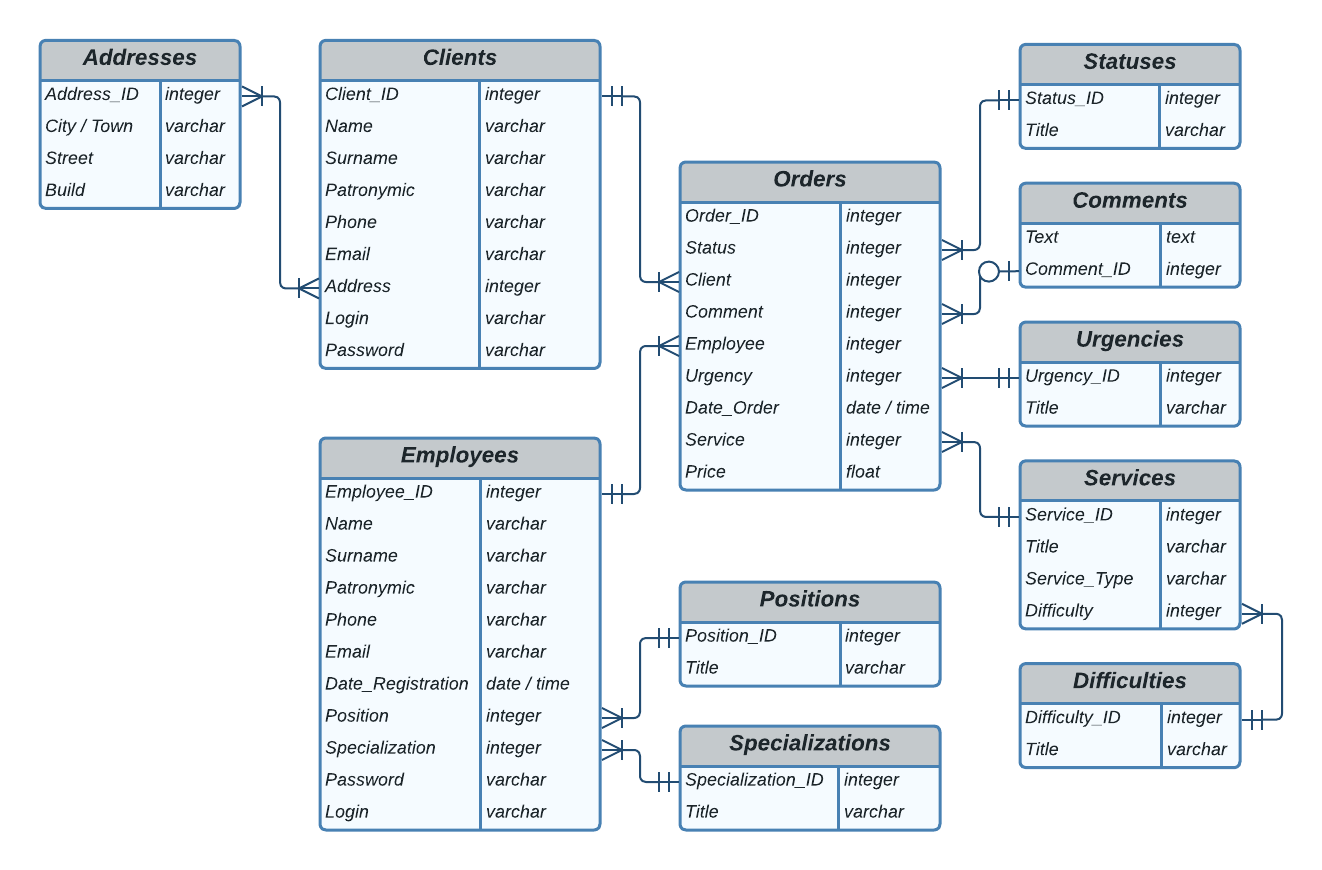 Addresses
Address_ID integer
City / Town varchar
Street varchar
Build varchar
Clients
Client_ID integer
Name varchar
Surname varchar
Patronymic varchar
Phone varchar
Email varchar
Address integer
Login varchar
Password varchar
Employees
Employee_ID integer
Name varchar
Surname varchar
Patronymic varchar
Phone varchar
Email varchar
Date_Registration date / time
Position integer
Specialization integer
Password varchar
Login varchar
Orders
Order_ID integer
Status integer
Client integer
Comment integer
Employee integer
Urgency integer
Date_Order date / time
Service integer
Price float
Positions
Position_ID integer
Title varchar
Specializations
Specialization_ID integer
Title varchar
Statuses
Status_ID integer
Title varchar
Comments
Text text
Comment_ID integer
Urgencies
Urgency_ID integer
Title varchar
Services
Service_ID integer
Title varchar
Service_Type varchar
Difficulty integer
Difficulties
Difficulty_ID integer
Title varchar